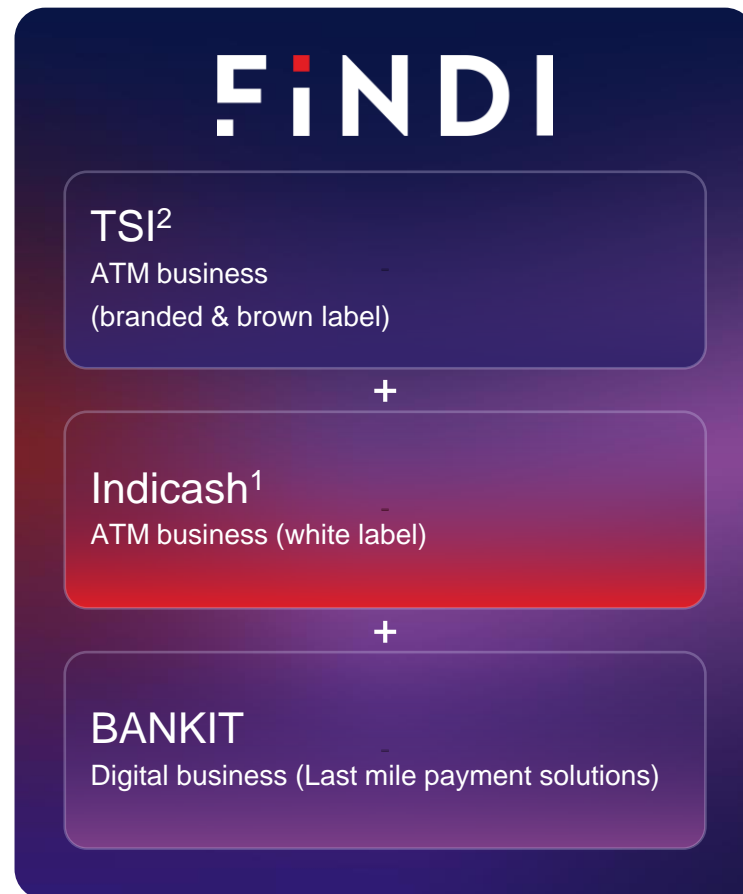 FiNDI
TSI²
ATM business
(branded & brown label)
+
Indicash¹
ATM business (white label)
+
BANKIT
Digital business (Last mile payment solutions)